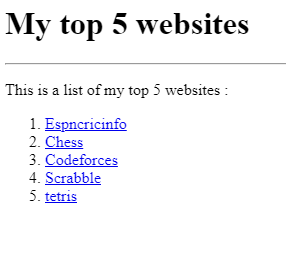 My top 5 websites
This is a list of my top 5 websites :
1. Espncricinfo
2. Chess
3. Codeforces
4. Scrabble
5. tetris